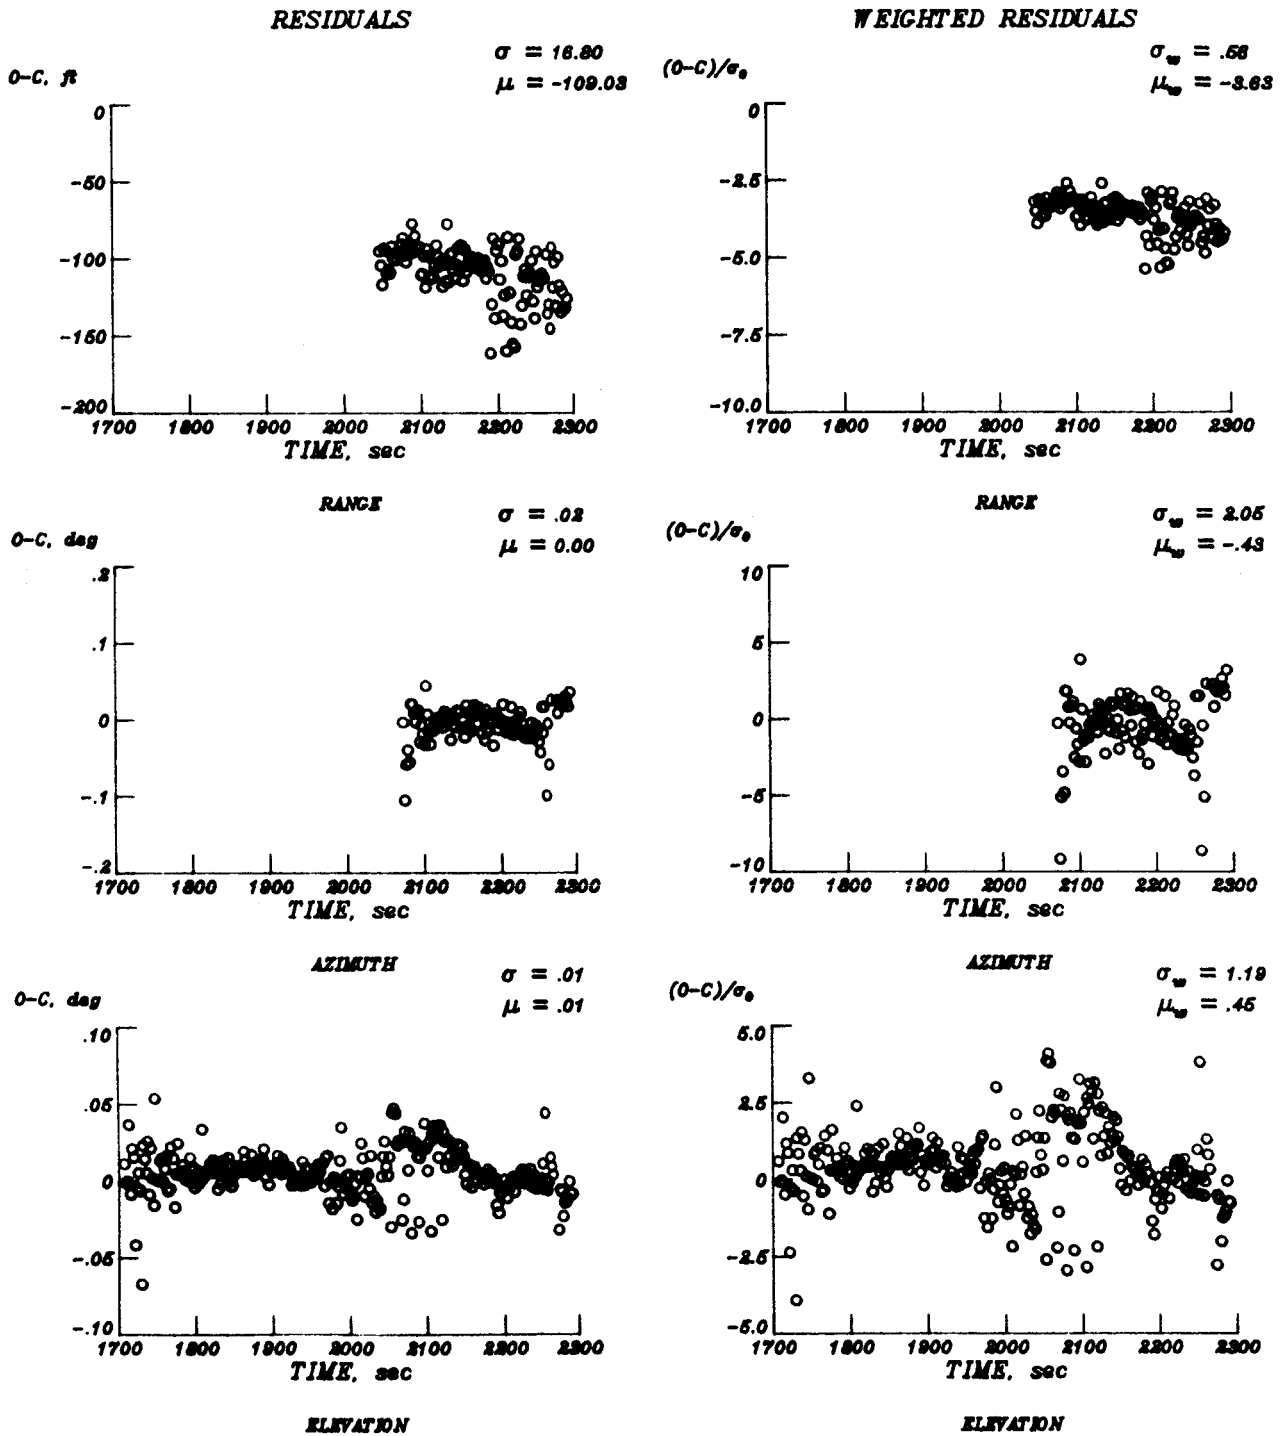 RESIDUALS
WEIGHTED RESIDUALS
σ = 16.80
μ = -109.03
O-C, ft
0
-50
-100
-150
-200
1700 1800 1900 2000 2100 2200 2300
TIME, sec
RANGE
σw = .56
μw = -3.63
(O-C)/σo
0
-2.5
-5.0
-7.5
-10.0
1700 1800 1900 2000 2100 2200 2300
TIME, sec
RANGE
σ = .02
μ = 0.00
O-C, deg
.2
.1
0
-.1
-.2
1700 1800 1900 2000 2100 2200 2300
TIME, sec
AZIMUTH
σw = 2.05
μw = -.43
(O-C)/σo
10
5
0
-5
-10
1700 1800 1900 2000 2100 2200 2300
TIME, sec
AZIMUTH
σ = .01
μ = .01
O-C, deg
.10
.05
0
-.05
-.10
1700 1800 1900 2000 2100 2200 2300
TIME, sec
ELEVATION
σw = 1.19
μw = .45
(O-C)/σo
5.0
2.5
0
-2.5
-5.0
1700 1800 1900 2000 2100 2200 2300
TIME, sec
ELEVATION